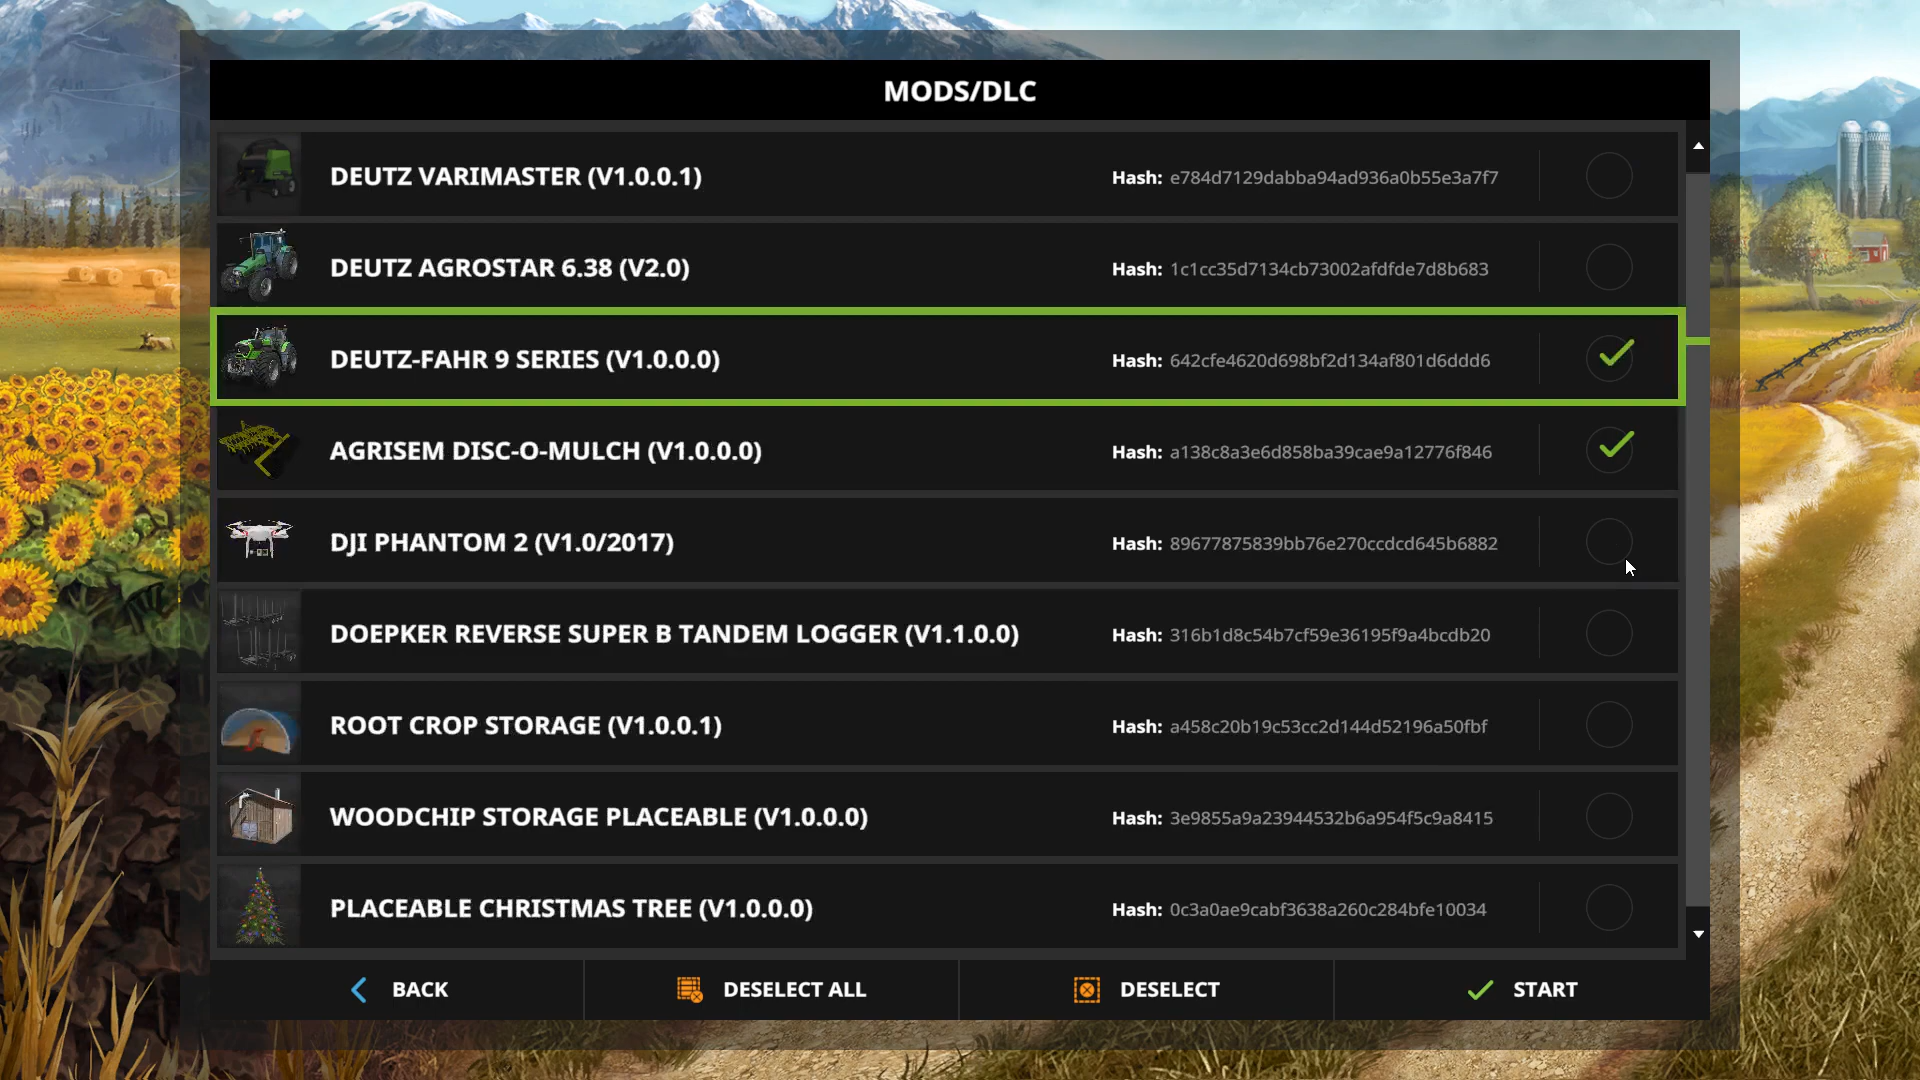 MODS/DLC
DEUTZ VARIMASTER (V1.0.0.1) Hash: e784d7129dabba94ad936a0b55e3a7f7
DEUTZ AGROSTAR 6.38 (V2.0) Hash: 1c1cc35d7134cb73002afdfde7d8b683
DEUTZ-FAHR 9 SERIES (V1.0.0.0) Hash: 642cfe4620d698bf2d134af801d6ddd6
AGRISEM DISC-O-MULCH (V1.0.0.0) Hash: a138c8a3e6d858ba39cae9a12776f846
DJI PHANTOM 2 (V1.0/2017) Hash: 89677875839bb76e270ccdcd645b6882
DOEPKER REVERSE SUPER B TANDEM LOGGER (V1.1.0.0) Hash: 316b1d8c54b7cf59e36195f9a4bcdb20
ROOT CROP STORAGE (V1.0.0.1) Hash: a458c20b19c53cc2d144d52196a50fbf
WOODCHIP STORAGE PLACEABLE (V1.0.0.0) Hash: 3e9855a9a23944532b6a954f5c9a8415
PLACEABLE CHRISTMAS TREE (V1.0.0.0) Hash: 0c3a0ae9cabf3638a260c284bfe10034
BACK DESELECT ALL DESELECT START